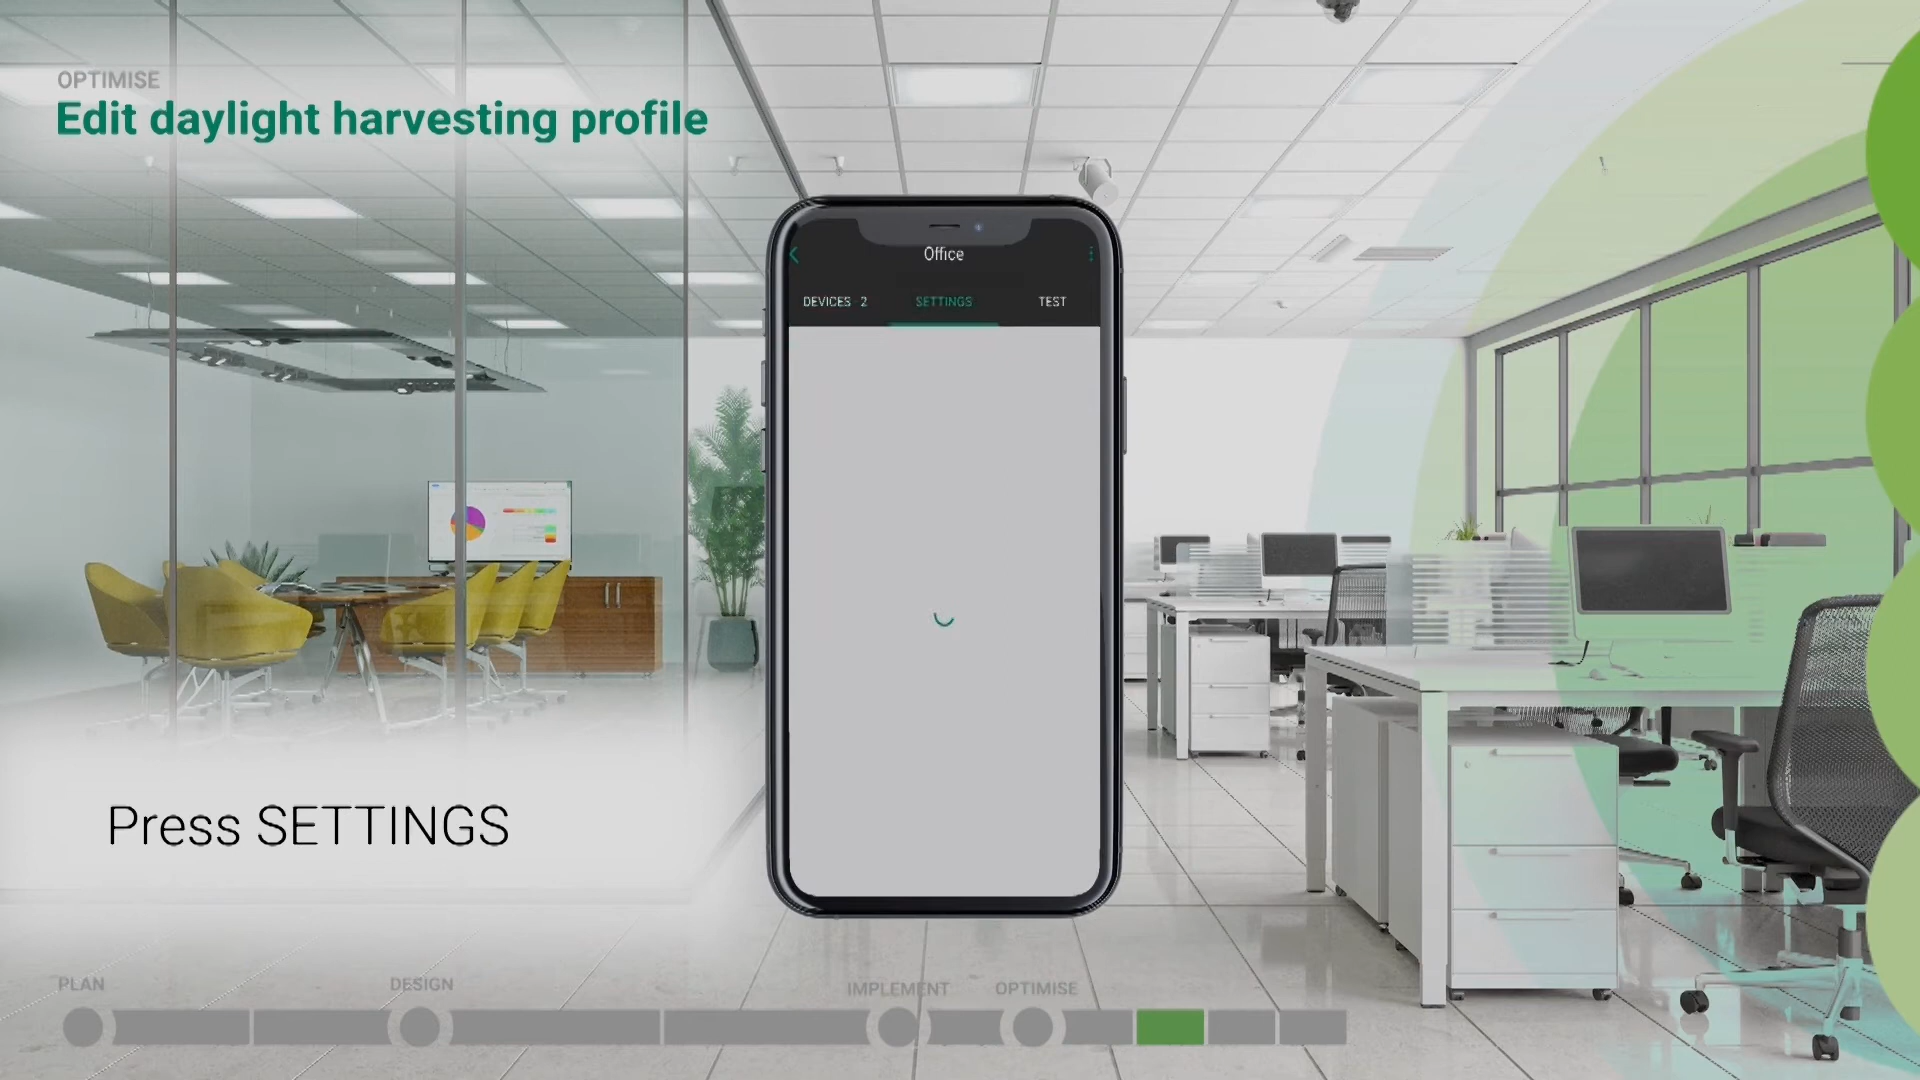 OPTIMISE
Edit daylight harvesting profile
Office
DEVICES · 2
SETTINGS
TEST
Press SETTINGS
PLAN
DESIGN
IMPLEMENT
OPTIMISE